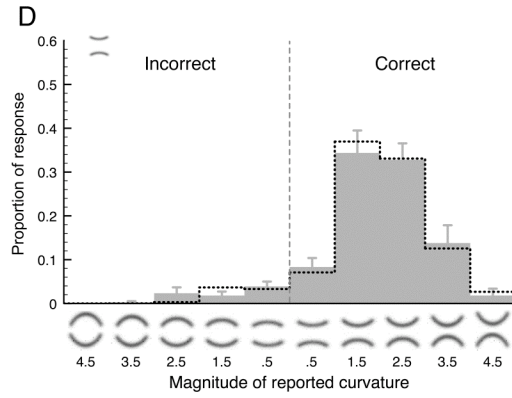 D
0.6
Incorrect Correct
0.5
0.4
0.3
0.2
0.1
0
Proportion of response
4.5 3.5 2.5 1.5 .5 .5 1.5 2.5 3.5 4.5
Magnitude of reported curvature